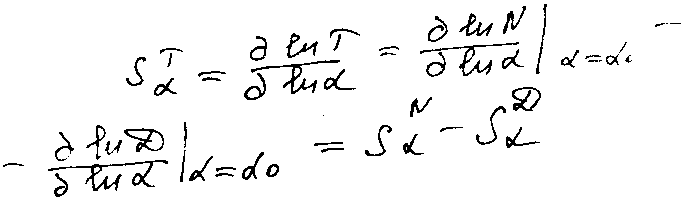 S_α^T = ∂ ln T / ∂ ln α = ∂ ln N / ∂ ln α |_{α=α₀} −
− ∂ ln D / ∂ ln α |_{α=α₀} = S_α^N − S_α^D